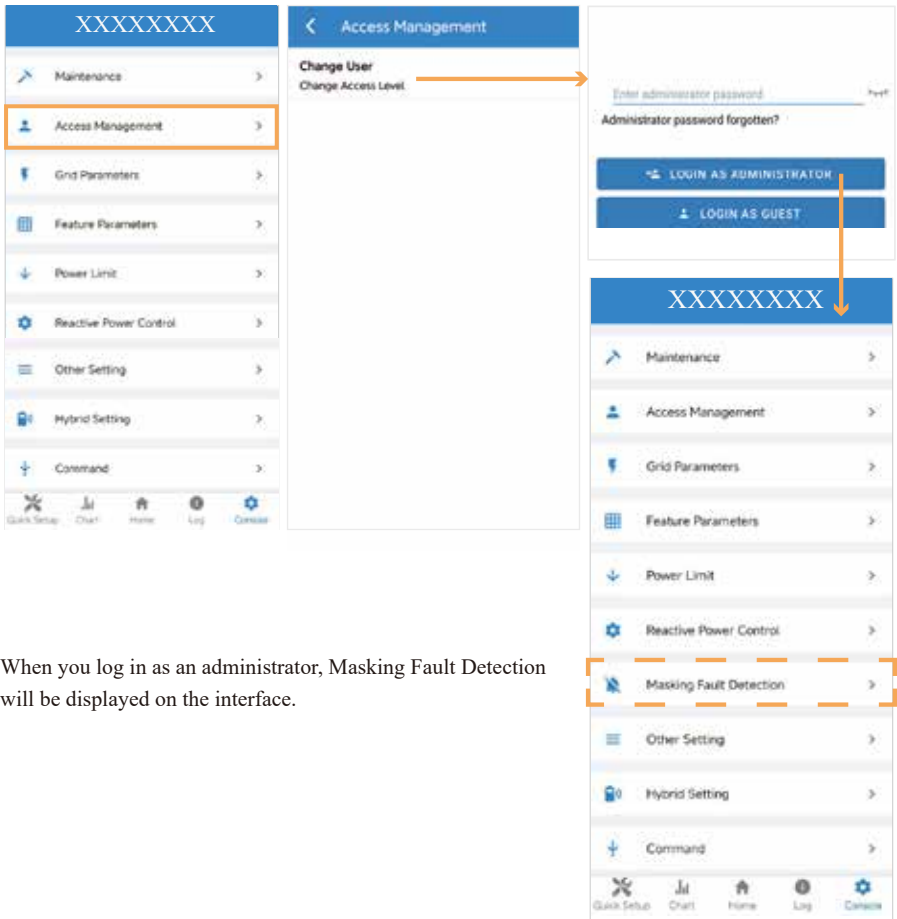 XXXXXXXX
Maintenance
Access Management
Grid Parameters
Feature Parameters
Power Limit
Reactive Power Control
Other Setting
Hybrid Setting
Command
Quick Setup
Chart
Home
Log
Console
Access Management
Change User
Change Access Level
Enter administrator password
Administrator password forgotten?
LOGIN AS ADMINISTRATOR
LOGIN AS GUEST
XXXXXXXX
Maintenance
Access Management
Grid Parameters
Feature Parameters
Power Limit
Reactive Power Control
Masking Fault Detection
Other Setting
Hybrid Setting
Command
Quick Setup
Chart
Home
Log
Console
When you log in as an administrator, Masking Fault Detection
will be displayed on the interface.